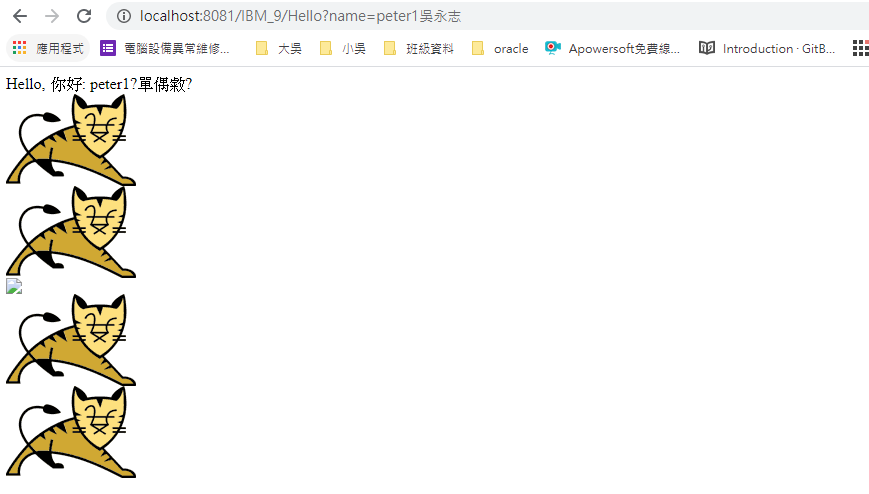 localhost:8081/IBM_9/Hello?name=peter1吳永志
應用程式 電腦設備異常維修... 大吳 小吳 班級資料 oracle Apowersoft免費線... Introduction · GitB...
Hello, 你好: peter1?單偶敹?